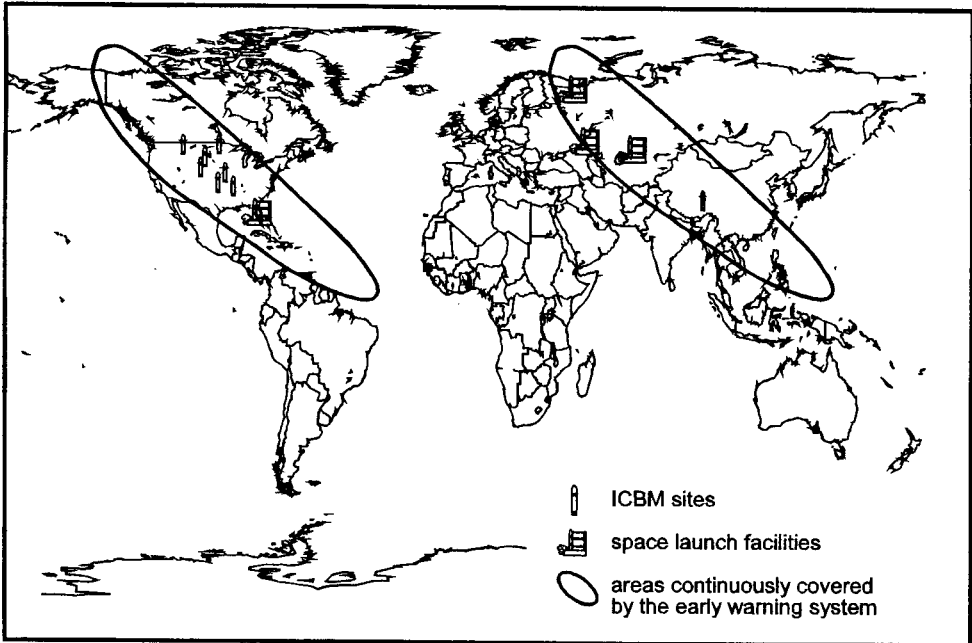 ICBM sites
space launch facilities
areas continuously covered
by the early warning system